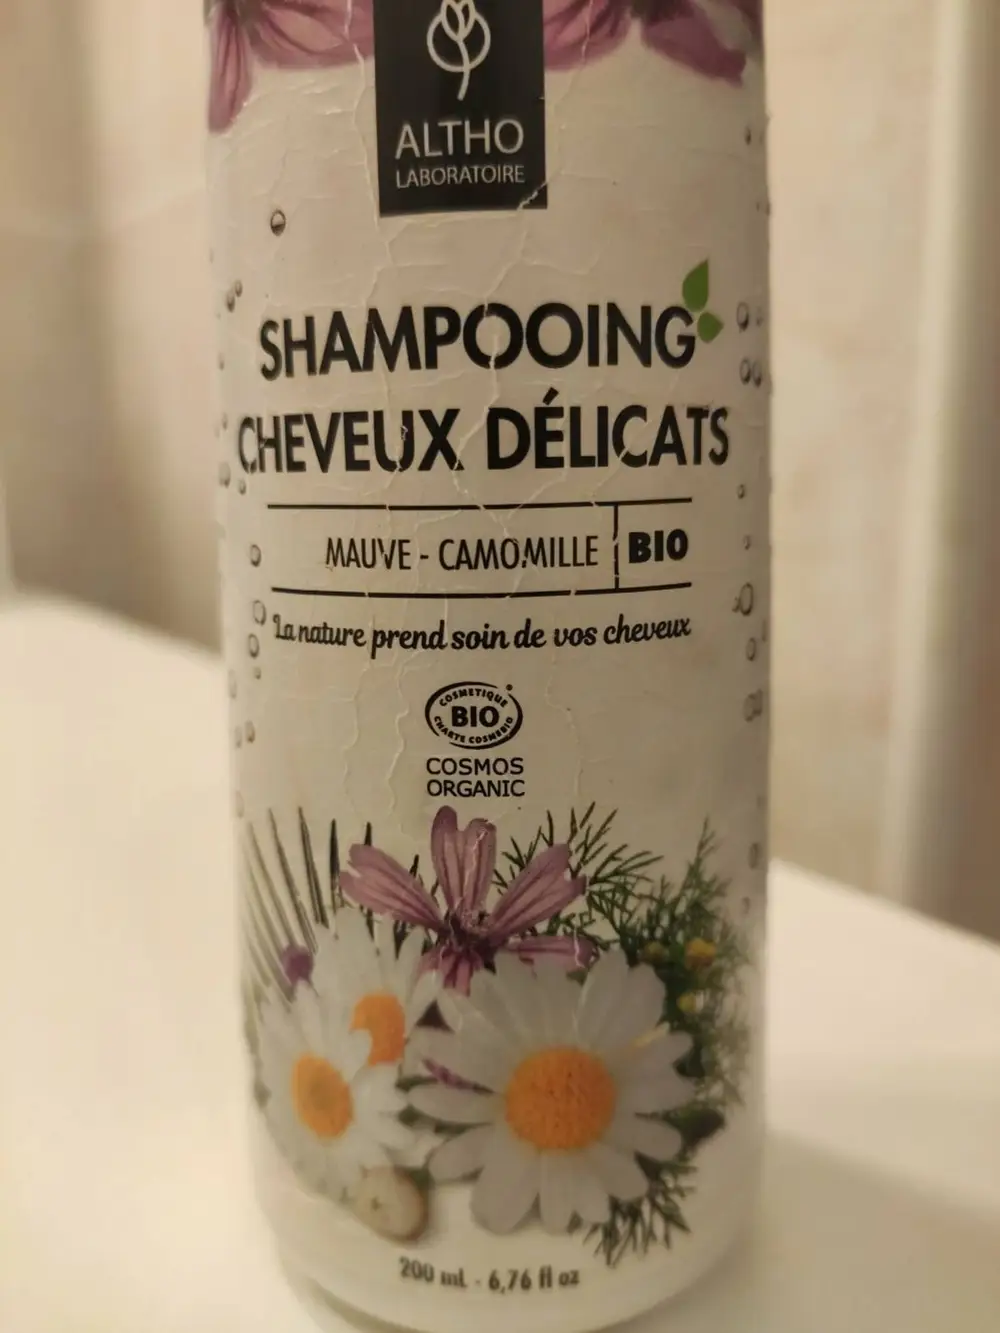 ALTHO
LABORATOIRE
SHAMPOOING
CHEVEUX DÉLICATS
MAUVE - CAMOMILLE BIO
La nature prend soin de vos cheveux
COSMETIQUE
BIO
CHARTE COSMEBIO
COSMOS
ORGANIC
200 mL - 6,76 fl oz